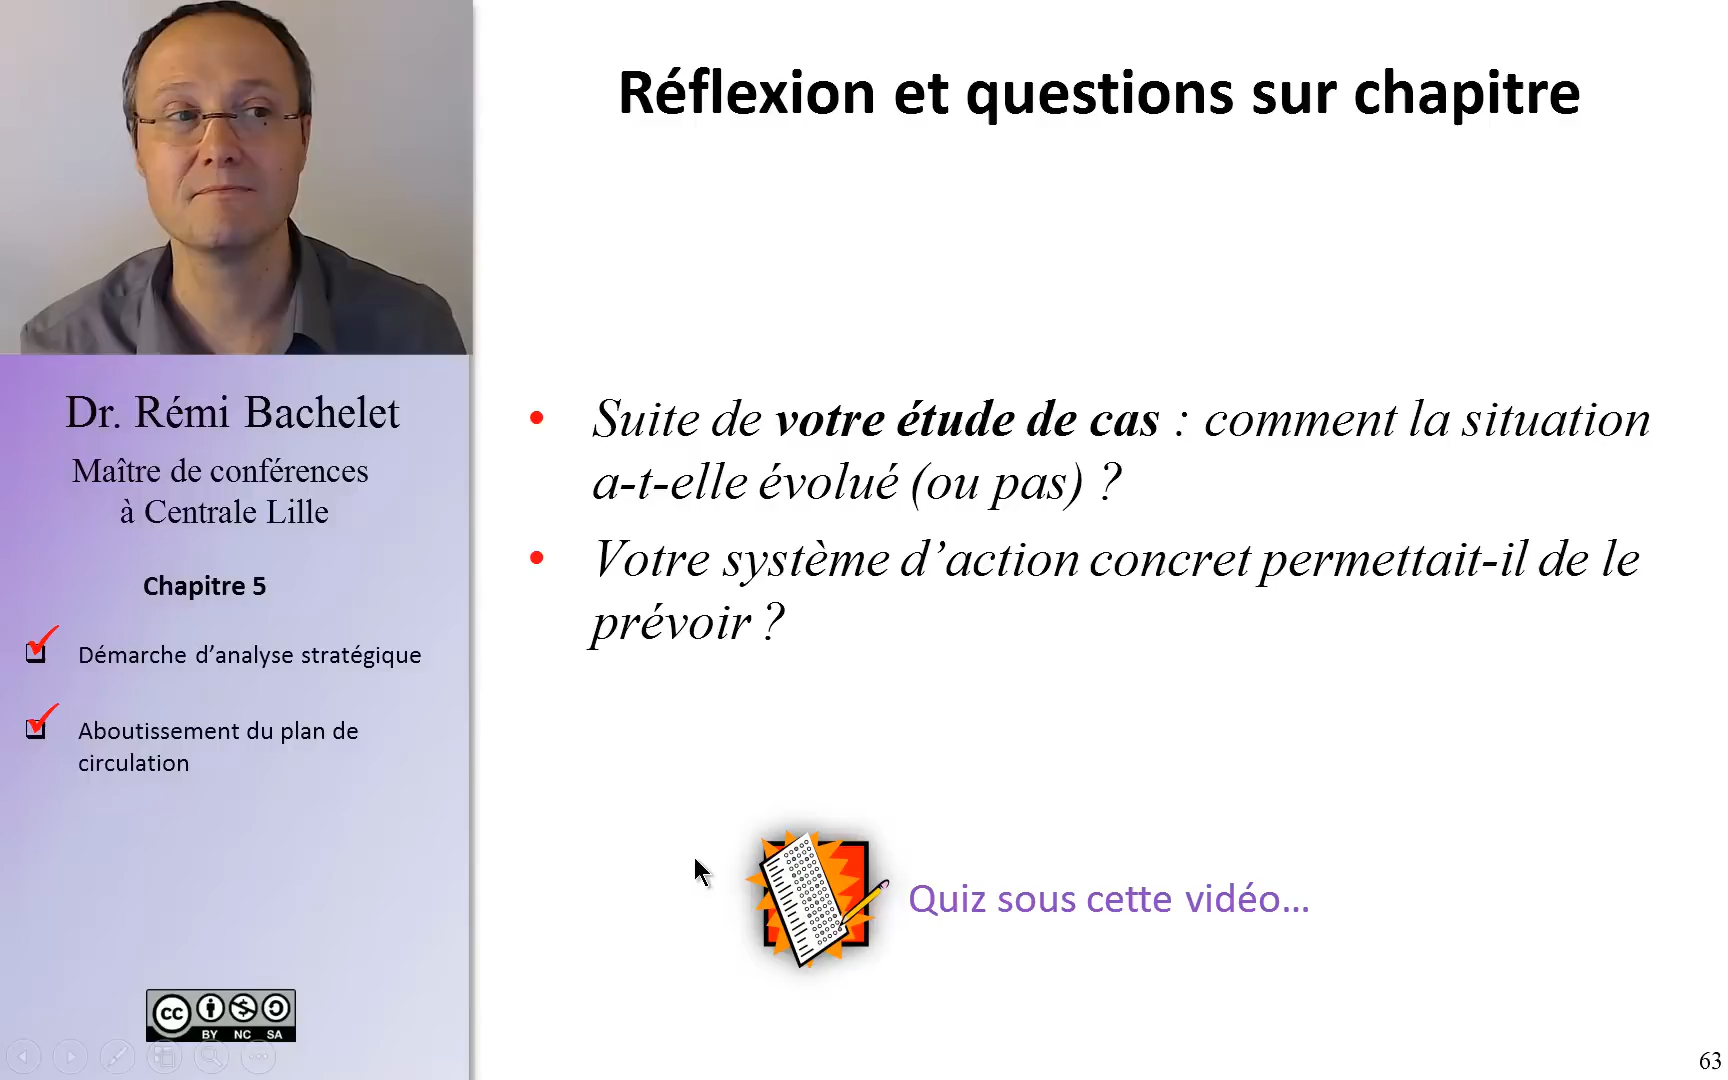 Réflexion et questions sur chapitre
Dr. Rémi Bachelet
Maître de conférences
à Centrale Lille
Chapitre 5
Démarche d’analyse stratégique
Aboutissement du plan de
circulation
• Suite de votre étude de cas : comment la situation
a-t-elle évolué (ou pas) ?
• Votre système d’action concret permettait-il de le
prévoir ?
Quiz sous cette vidéo...
cc
BY NC SA
63